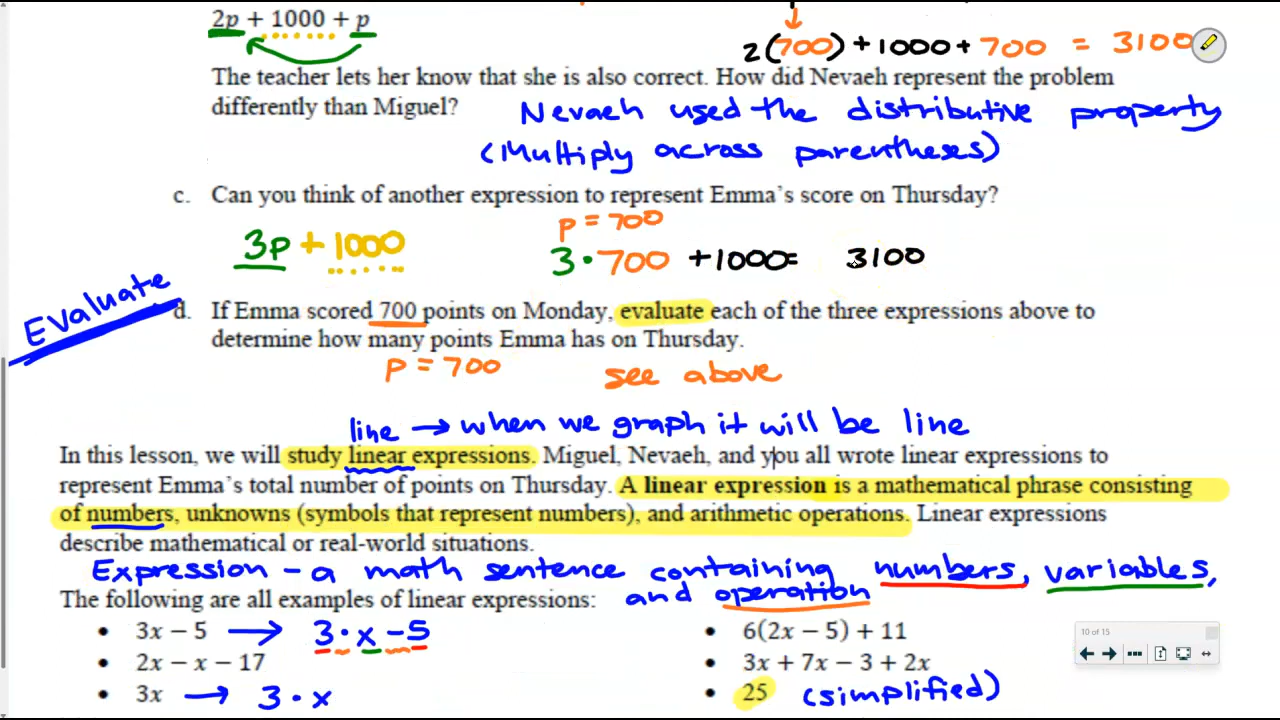 2p + 1000 + p
2(700) + 1000 + 700 = 3100
The teacher lets her know that she is also correct. How did Nevaeh represent the problem
differently than Miguel?
Nevaeh used the distributive property
(Multiply across parentheses)
c. Can you think of another expression to represent Emma's score on Thursday?
p = 700
3p + 1000
3 · 700 + 1000 = 3100
Evaluate
d. If Emma scored 700 points on Monday, evaluate each of the three expressions above to
determine how many points Emma has on Thursday.
p = 700
see above
line → when we graph it will be line
In this lesson, we will study linear expressions. Miguel, Nevaeh, and you all wrote linear expressions to
represent Emma's total number of points on Thursday. A linear expression is a mathematical phrase consisting
of numbers, unknowns (symbols that represent numbers), and arithmetic operations. Linear expressions
describe mathematical or real-world situations.
Expression - a math sentence containing numbers, variables,
and operation
The following are all examples of linear expressions:
• 3x − 5 → 3 · x − 5
• 2x − x − 17
• 3x → 3 · x
• 6(2x − 5) + 11
• 3x + 7x − 3 + 2x
• 25 (simplified)
10 of 15